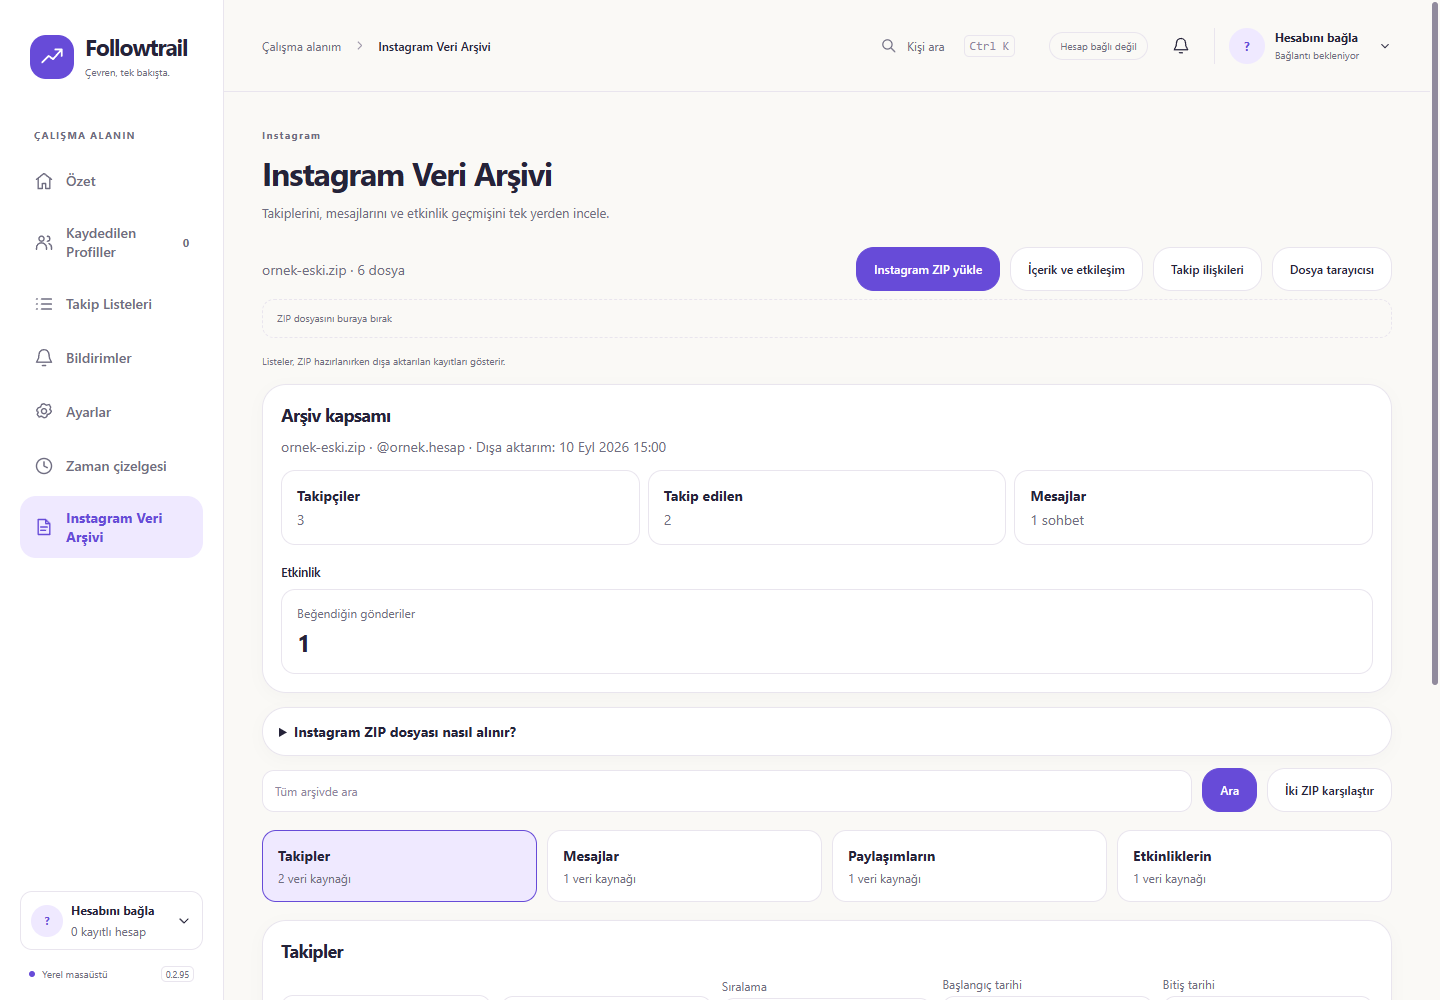 Followtrail
Çevren, tek bakışta.
ÇALIŞMA ALANIN
Özet
Kaydedilen
Profiller
0
Takip Listeleri
Bildirimler
Ayarlar
Zaman çizelgesi
Instagram Veri
Arşivi
?
Hesabını bağla
0 kayıtlı hesap
Yerel masaüstü
0.2.95
Çalışma alanım
Instagram Veri Arşivi
Kişi ara
Ctrl K
Hesap bağlı değil
?
Hesabını bağla
Bağlantı bekleniyor
Instagram
Instagram Veri Arşivi
Takiplerini, mesajlarını ve etkinlik geçmişini tek yerden incele.
ornek-eski.zip · 6 dosya
Instagram ZIP yükle
İçerik ve etkileşim
Takip ilişkileri
Dosya tarayıcısı
ZIP dosyasını buraya bırak
Listeler, ZIP hazırlanırken dışa aktarılan kayıtları gösterir.
Arşiv kapsamı
ornek-eski.zip · @ornek.hesap · Dışa aktarım: 10 Eyl 2026 15:00
Takipçiler
3
Takip edilen
2
Mesajlar
1 sohbet
Etkinlik
Beğendiğin gönderiler
1
Instagram ZIP dosyası nasıl alınır?
Tüm arşivde ara
Ara
İki ZIP karşılaştır
Takipler
2 veri kaynağı
Mesajlar
1 veri kaynağı
Paylaşımların
1 veri kaynağı
Etkinliklerin
1 veri kaynağı
Takipler
Sıralama
Başlangıç tarihi
Bitiş tarihi